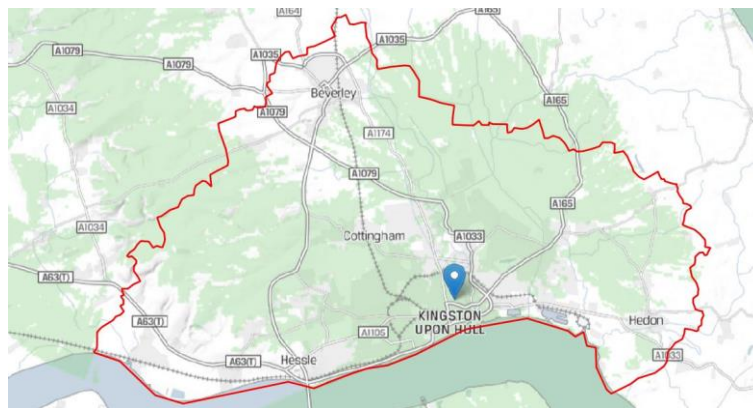 A164
A165
A1079
A1035
A1035
A1079
Beverley
A1034
A1079
A165
A1174
A1079
A165
A1034
Cottingham
A1033
A63(T)
KINGSTON
UPON HULL
A63(T)
Hedon
A1105
Hessle
A63(T)
A1033